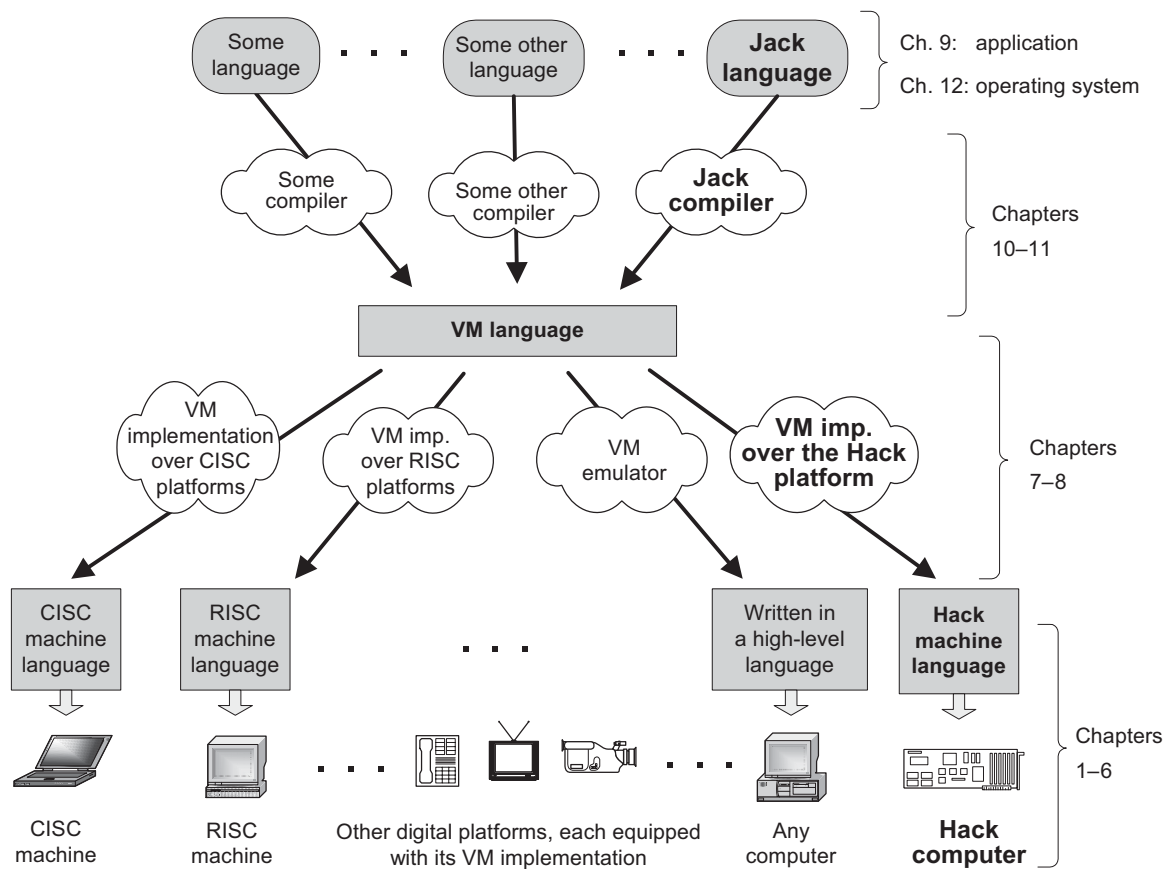 Some
language
Some other
language
Jack
language
Ch. 9: application
Ch. 12: operating system
Some
compiler
Some other
compiler
Jack
compiler
Chapters
10–11
VM language
VM
implementation
over CISC
platforms
VM imp.
over RISC
platforms
VM
emulator
VM imp.
over the Hack
platform
Chapters
7–8
CISC
machine
language
RISC
machine
language
Written in
a high-level
language
Hack
machine
language
Chapters
1–6
CISC
machine
RISC
machine
Other digital platforms, each equipped
with its VM implementation
Any
computer
Hack
computer